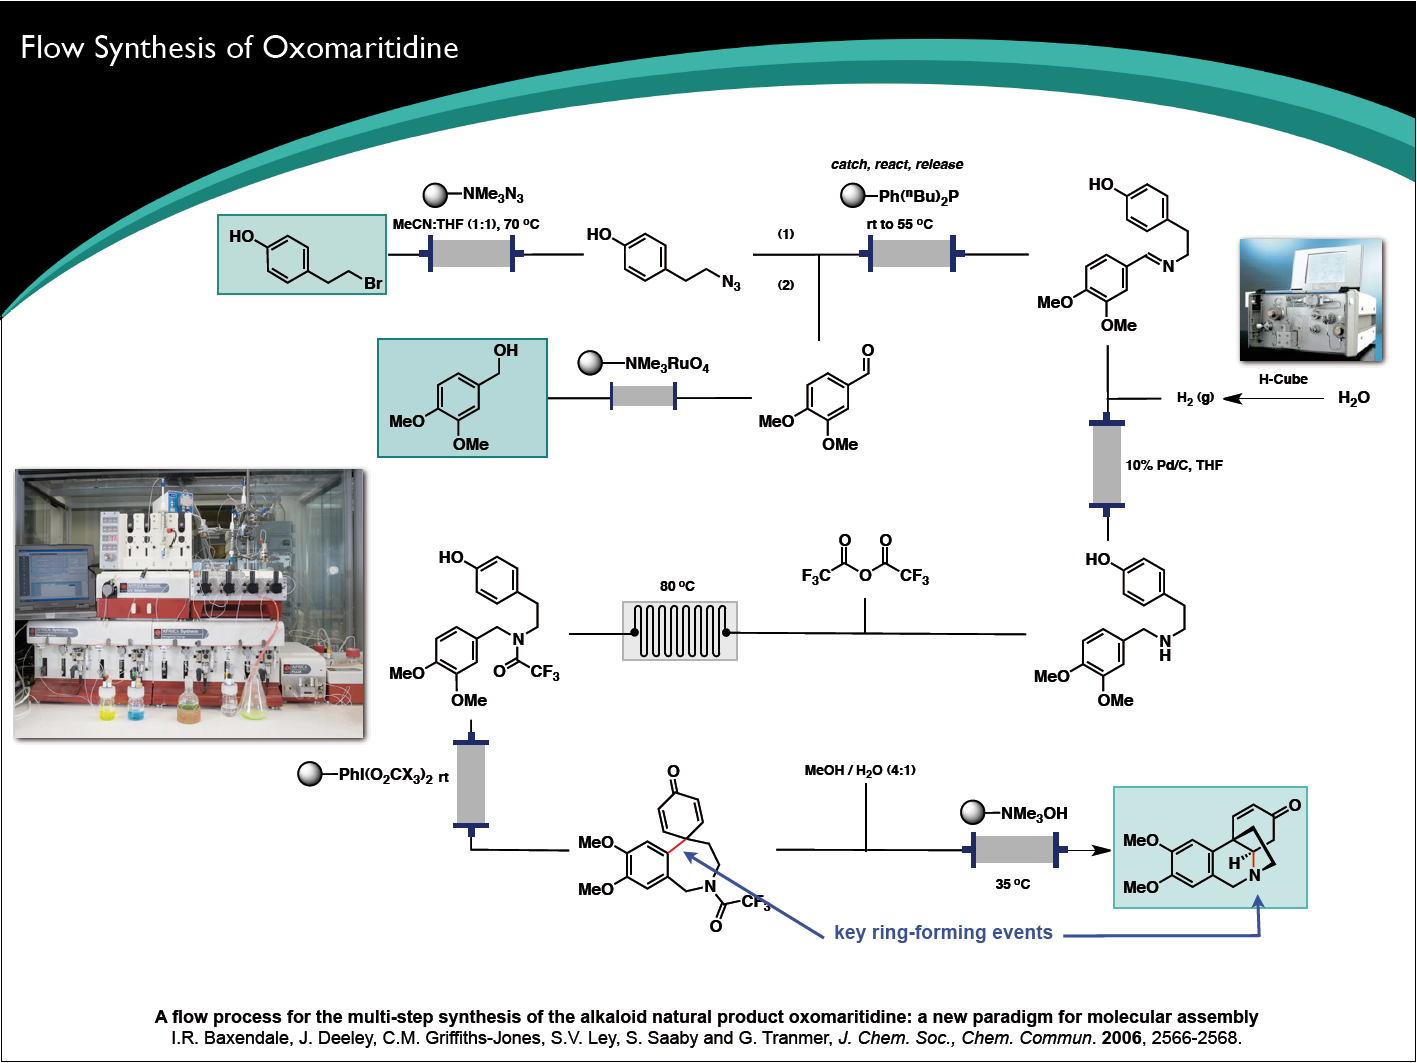 Flow Synthesis of Oxomaritidine
catch, react, release
NMe₃N₃
Ph(ⁿBu)₂P
MeCN:THF (1:1), 70 ºC
(1)
rt to 55 ºC
HO
Br
HO
N₃
(2)
HO
N
MeO
OMe
OH
MeO
OMe
NMe₃RuO₄
O
MeO
OMe
H-Cube
H₂ (g)
H₂O
10% Pd/C, THF
HO
N
H
MeO
OMe
O
O
F₃C
O
CF₃
80 ºC
HO
N
MeO
O
CF₃
OMe
PhI(O₂CX₃)₂ rt
O
MeO
MeO
N
CF₃
O
MeOH / H₂O (4:1)
NMe₃OH
35 ºC
O
MeO
H
MeO
N
key ring-forming events
A flow process for the multi-step synthesis of the alkaloid natural product oxomaritidine: a new paradigm for molecular assembly
I.R. Baxendale, J. Deeley, C.M. Griffiths-Jones, S.V. Ley, S. Saaby and G. Tranmer, J. Chem. Soc., Chem. Commun. 2006, 2566-2568.